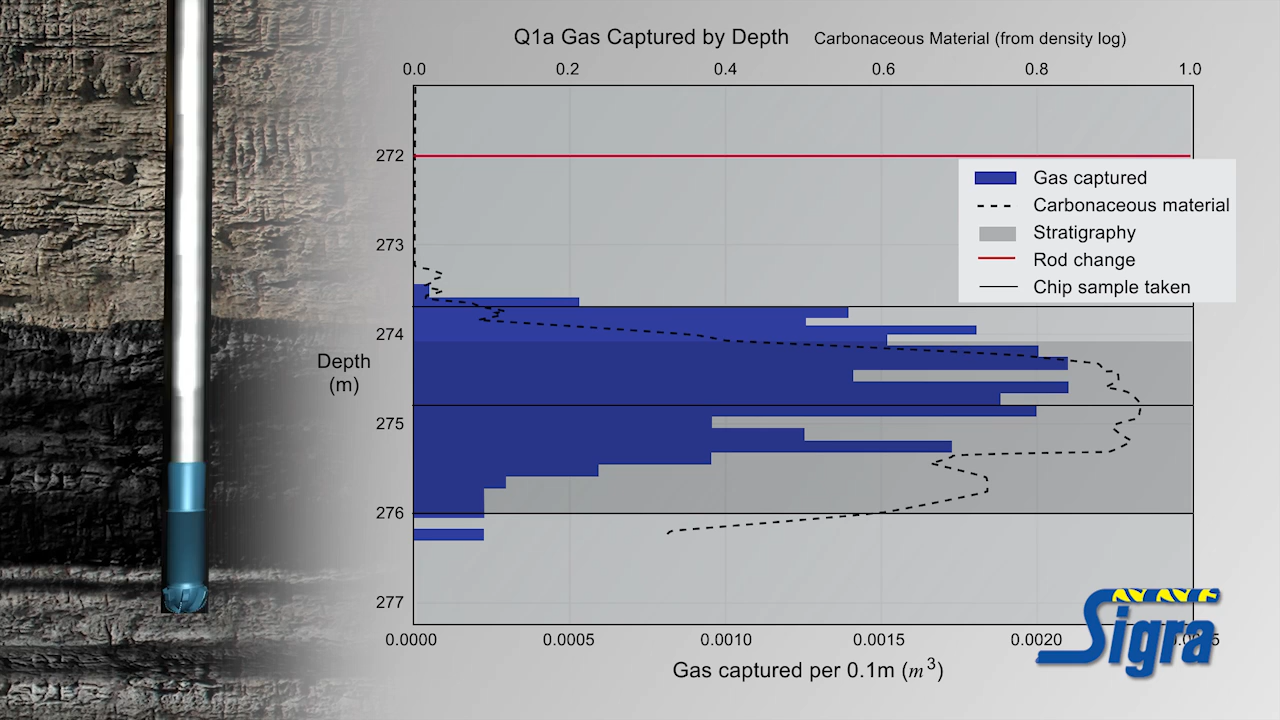 Q1a Gas Captured by Depth Carbonaceous Material (from density log)
0.0 0.2 0.4 0.6 0.8 1.0
272
Gas captured
Carbonaceous material
Stratigraphy
Rod change
Chip sample taken
273
274
Depth
(m)
275
276
277
0.0000 0.0005 0.0010 0.0015 0.0020
Gas captured per 0.1m (m³)
Sigra